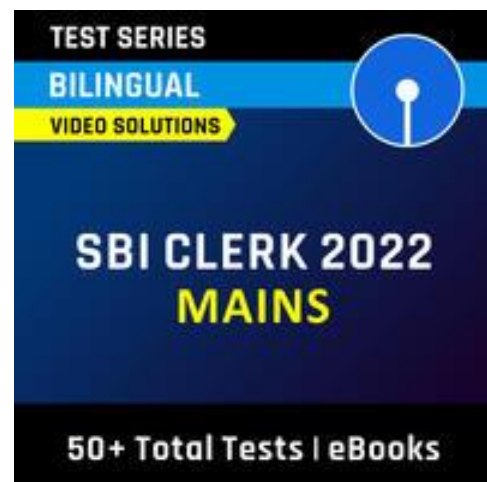 TEST SERIES
BILINGUAL
VIDEO SOLUTIONS
SBI CLERK 2022
MAINS
50+ Total Tests | eBooks